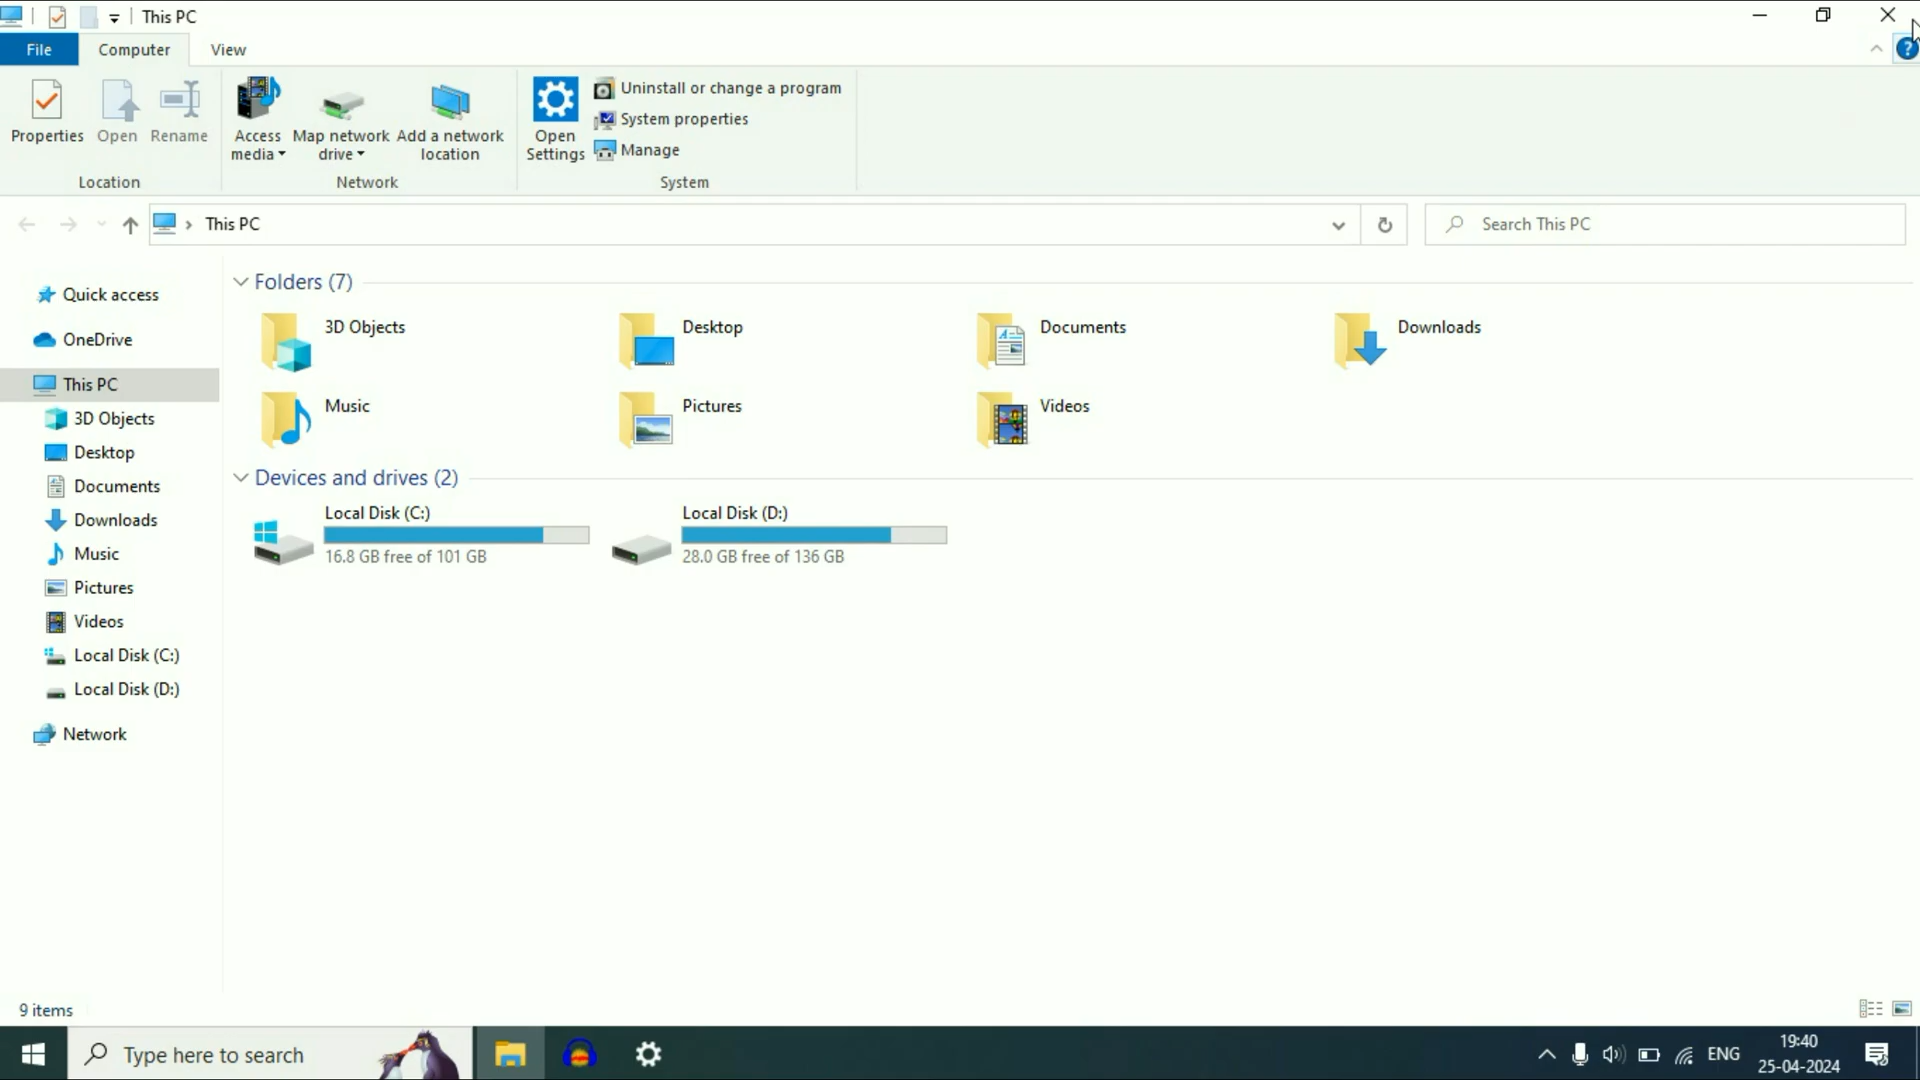 This PC
File
Computer
View
Properties
Open
Rename
Access media
Map network drive
Add a network location
Open Settings
Uninstall or change a program
System properties
Manage
Location
Network
System
This PC
Search This PC
Quick access
OneDrive
This PC
3D Objects
Desktop
Documents
Downloads
Music
Pictures
Videos
Local Disk (C:)
Local Disk (D:)
Network
Folders (7)
3D Objects
Desktop
Documents
Downloads
Music
Pictures
Videos
Devices and drives (2)
Local Disk (C:)
16.8 GB free of 101 GB
Local Disk (D:)
28.0 GB free of 136 GB
9 items
Type here to search
ENG
19:40
25-04-2024